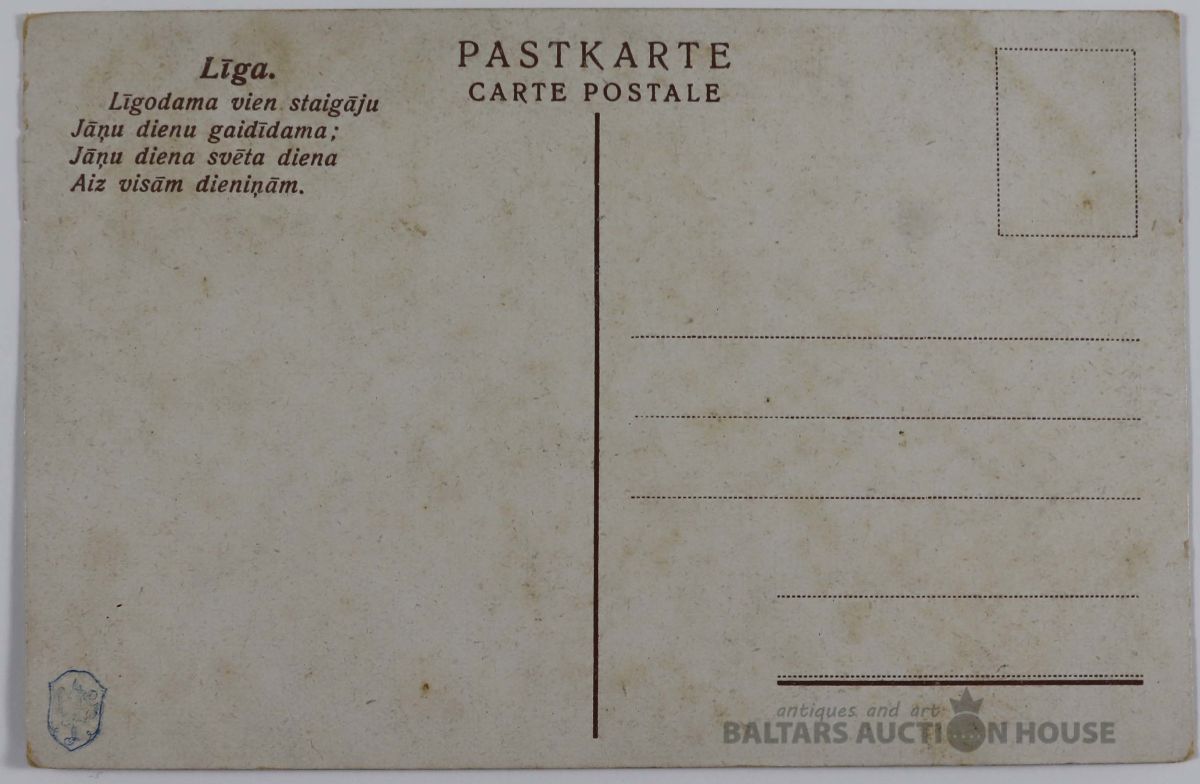 Līga.
Līgodama vien staigāju
Jāņu dienu gaidīdama;
Jāņu diena svēta diena
Aiz visām dieniņām.
PASTKARTE
CARTE POSTALE
antiques and art
BALTARS AUCTION HOUSE